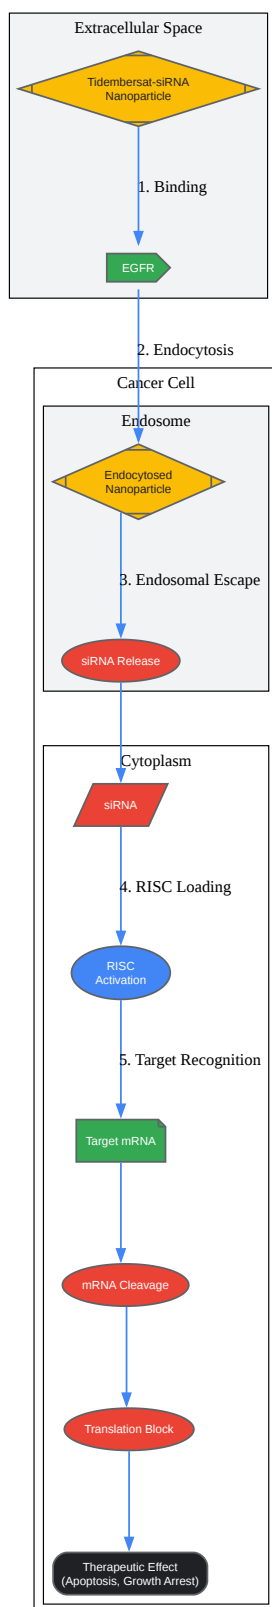 Extracellular Space
Tidembersat-siRNA
Nanoparticle
1. Binding
EGFR
2. Endocytosis
Cancer Cell
Endosome
Endocytosed
Nanoparticle
3. Endosomal Escape
siRNA Release
Cytoplasm
siRNA
4. RISC Loading
RISC
Activation
5. Target Recognition
Target mRNA
mRNA Cleavage
Translation Block
Therapeutic Effect
(Apoptosis, Growth Arrest)